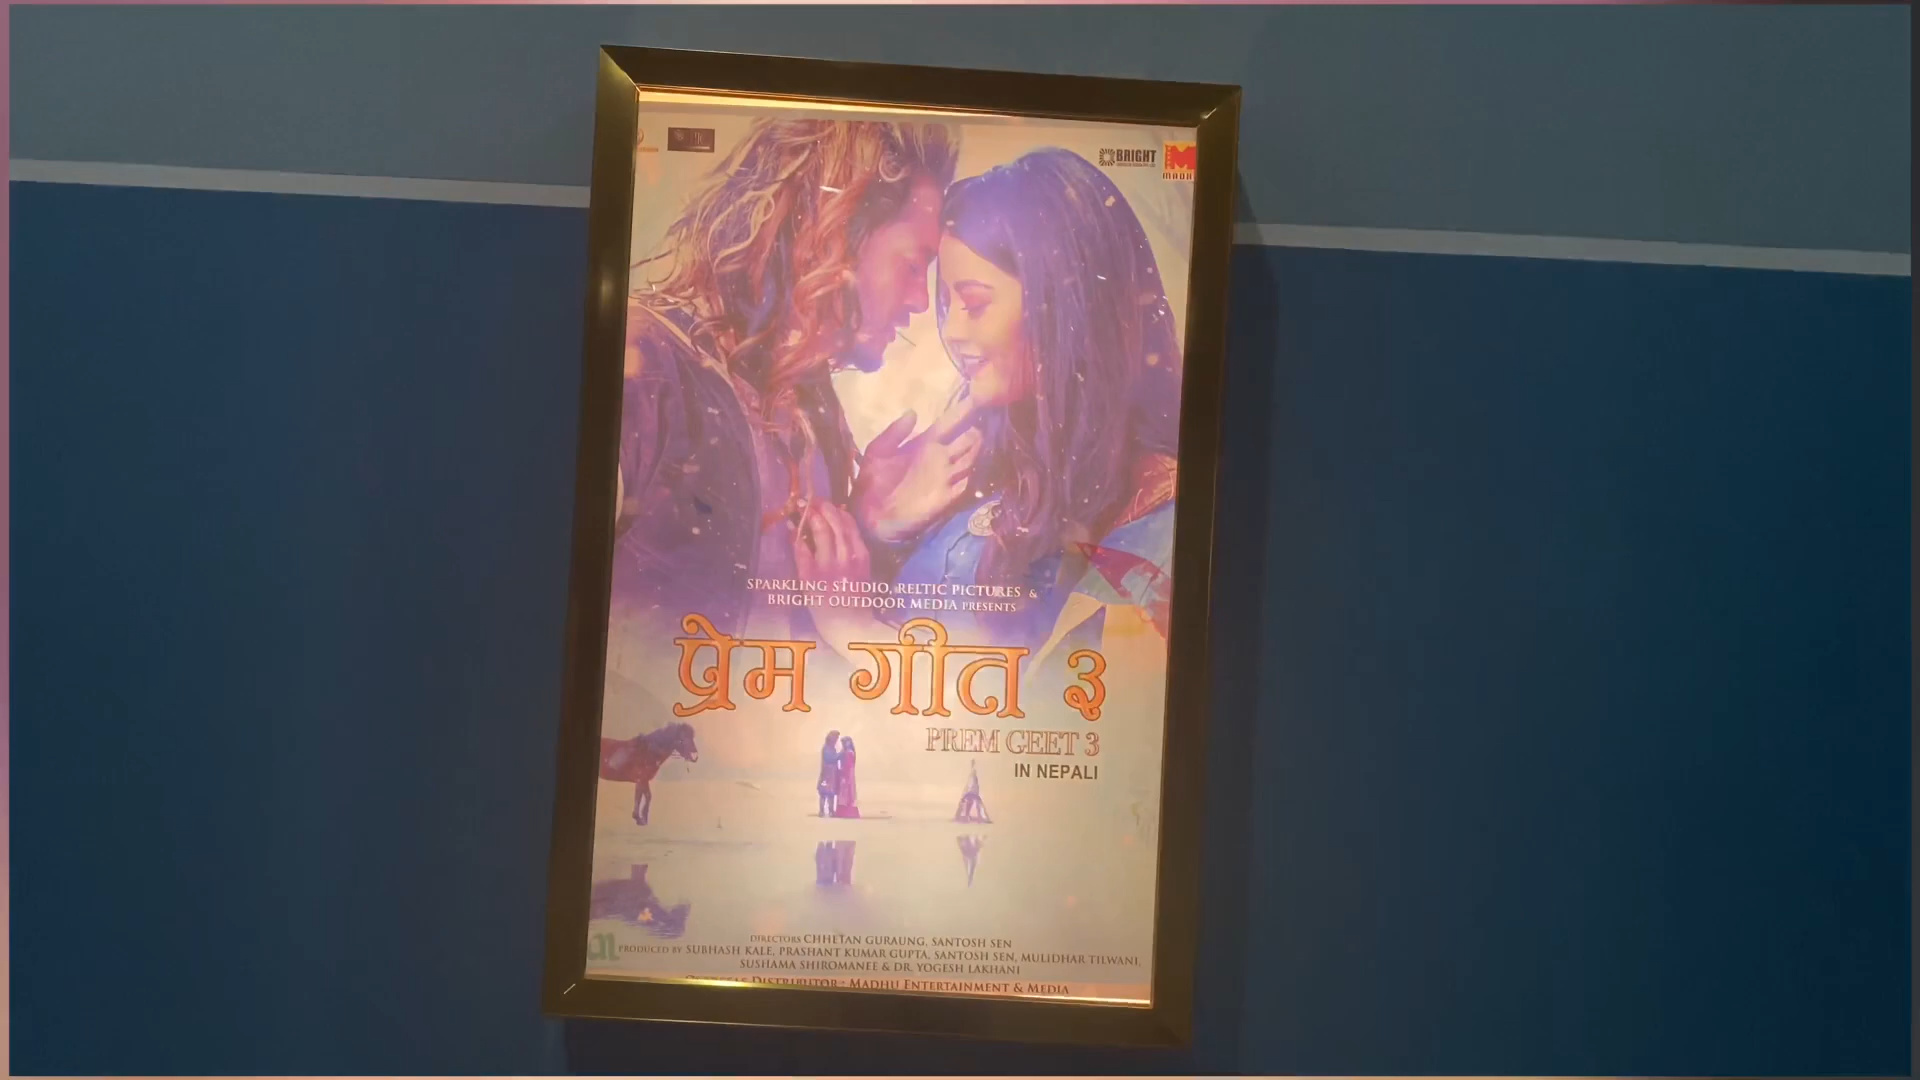 BRIGHT
MADH
SPARKLING STUDIO, RELTIC PICTURES &
BRIGHT OUTDOOR MEDIA PRESENTS
प्रेम गीत ३
PREM GEET 3
IN NEPALI
DIRECTORS CHHETAN GURAUNG, SANTOSH SEN
PRODUCED BY SUBHASH KALE, PRASHANT KUMAR GUPTA, SANTOSH SEN, MULIDHAR TILWANI,
SUSHAMA SHIROMANEE & DR. YOGESH LAKHANI
OVERSEAS DISTRIBUTOR - MADHU ENTERTAINMENT & MEDIA